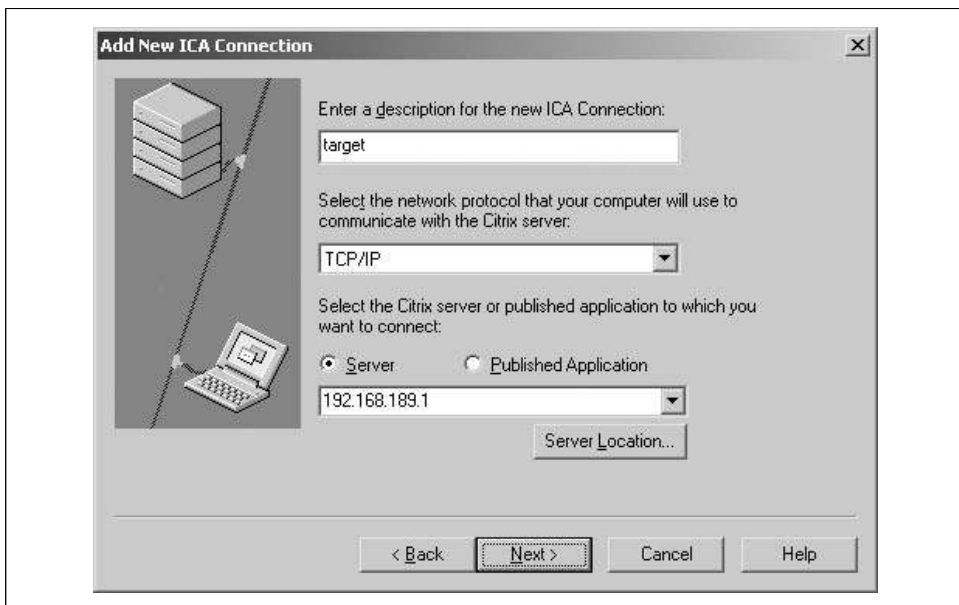 Add New ICA Connection
Enter a description for the new ICA Connection:
target
Select the network protocol that your computer will use to
communicate with the Citrix server:
TCP/IP
Select the Citrix server or published application to which you
want to connect:
Server
Published Application
192.168.189.1
Server Location...
< Back
Next >
Cancel
Help